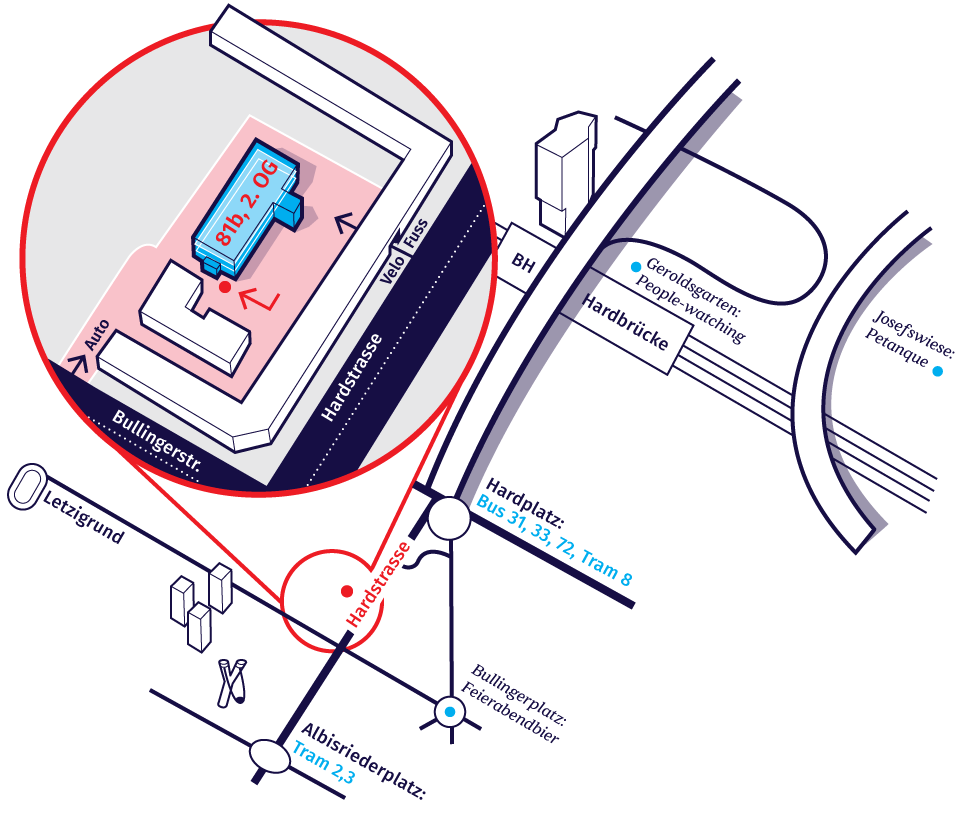 81b, 2. OG
Velo
Fuss
Auto
Hardstrasse
Bullingerstr.
BH
Hardbrücke
Geroldsgarten:
People-watching
Josefswiese:
Petanque
Letzigrund
Hardplatz:
Bus 31, 33, 72, Tram 8
Hardstrasse
Bullingerplatz:
Feierabendbier
Albisriederplatz:
Tram 2,3